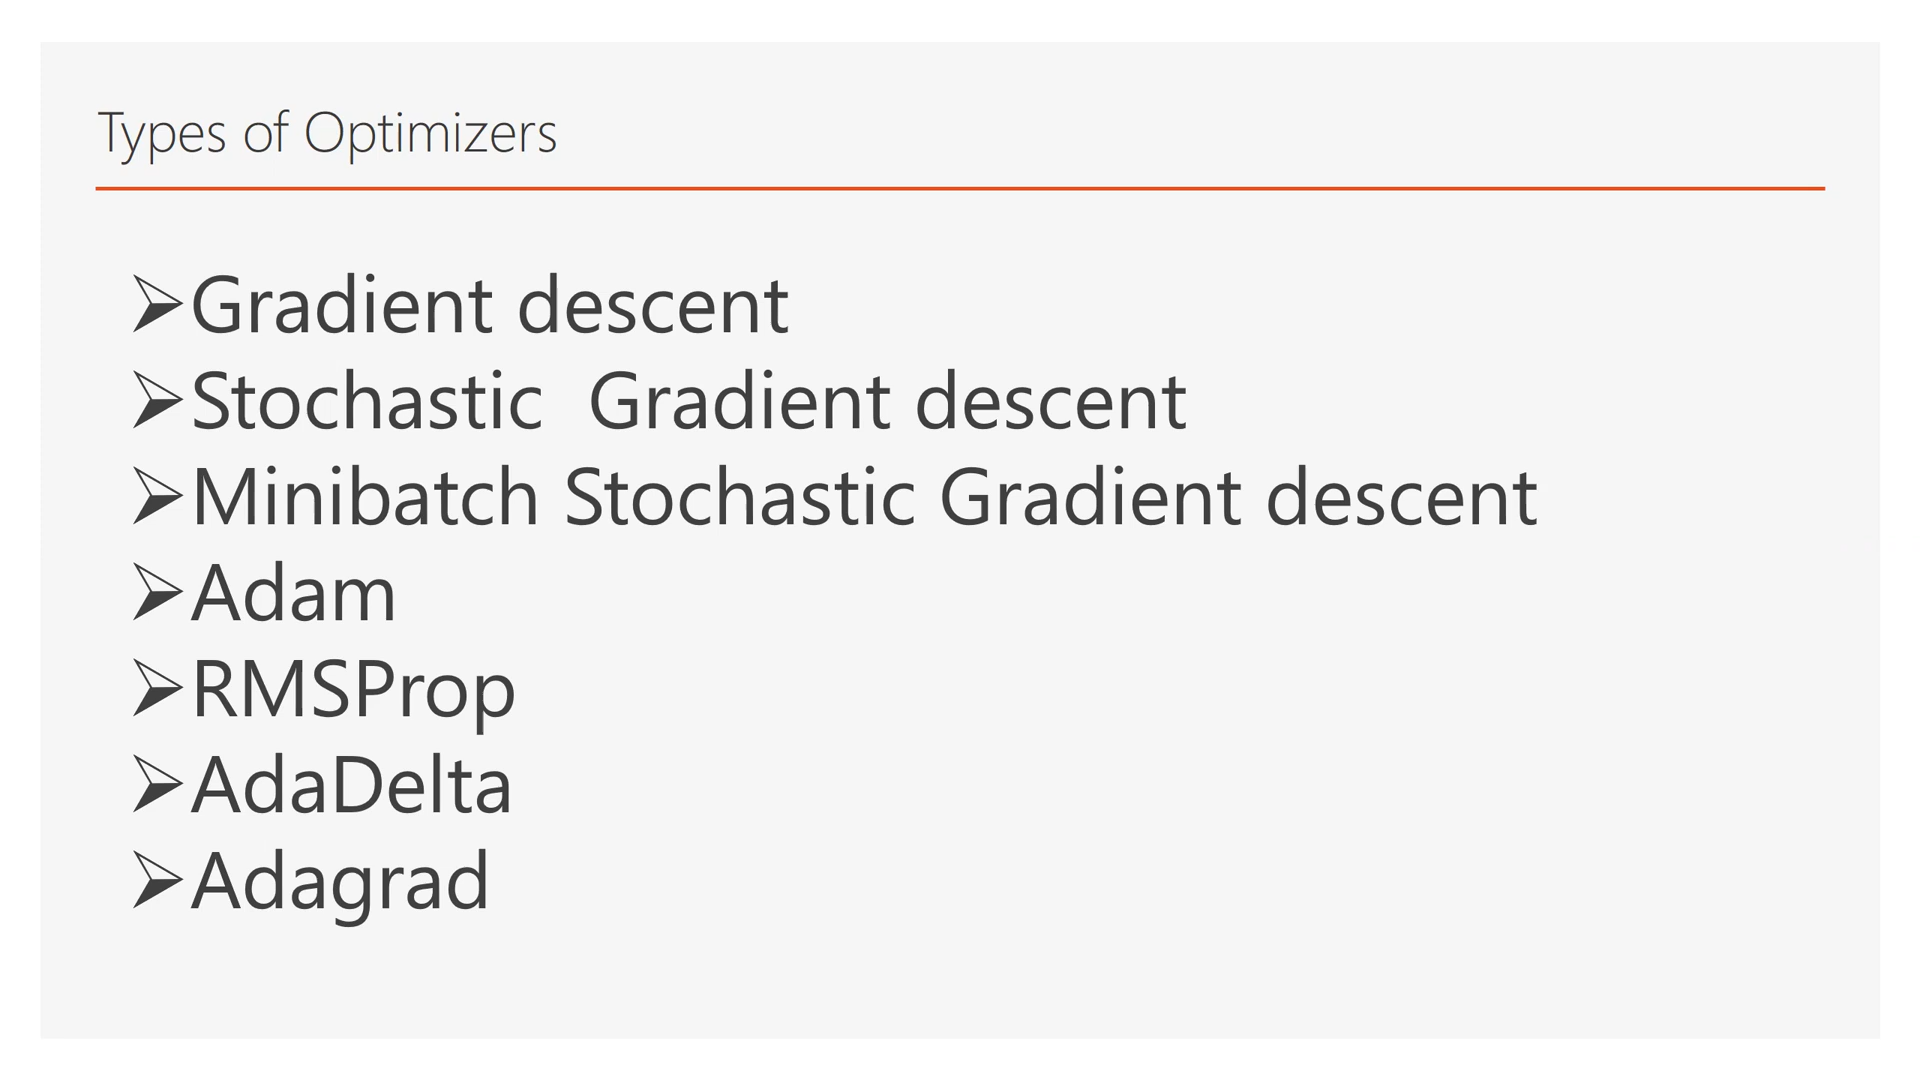 Types of Optimizers
➢Gradient descent
➢Stochastic  Gradient descent
➢Minibatch Stochastic Gradient descent
➢Adam
➢RMSProp
➢AdaDelta
➢Adagrad